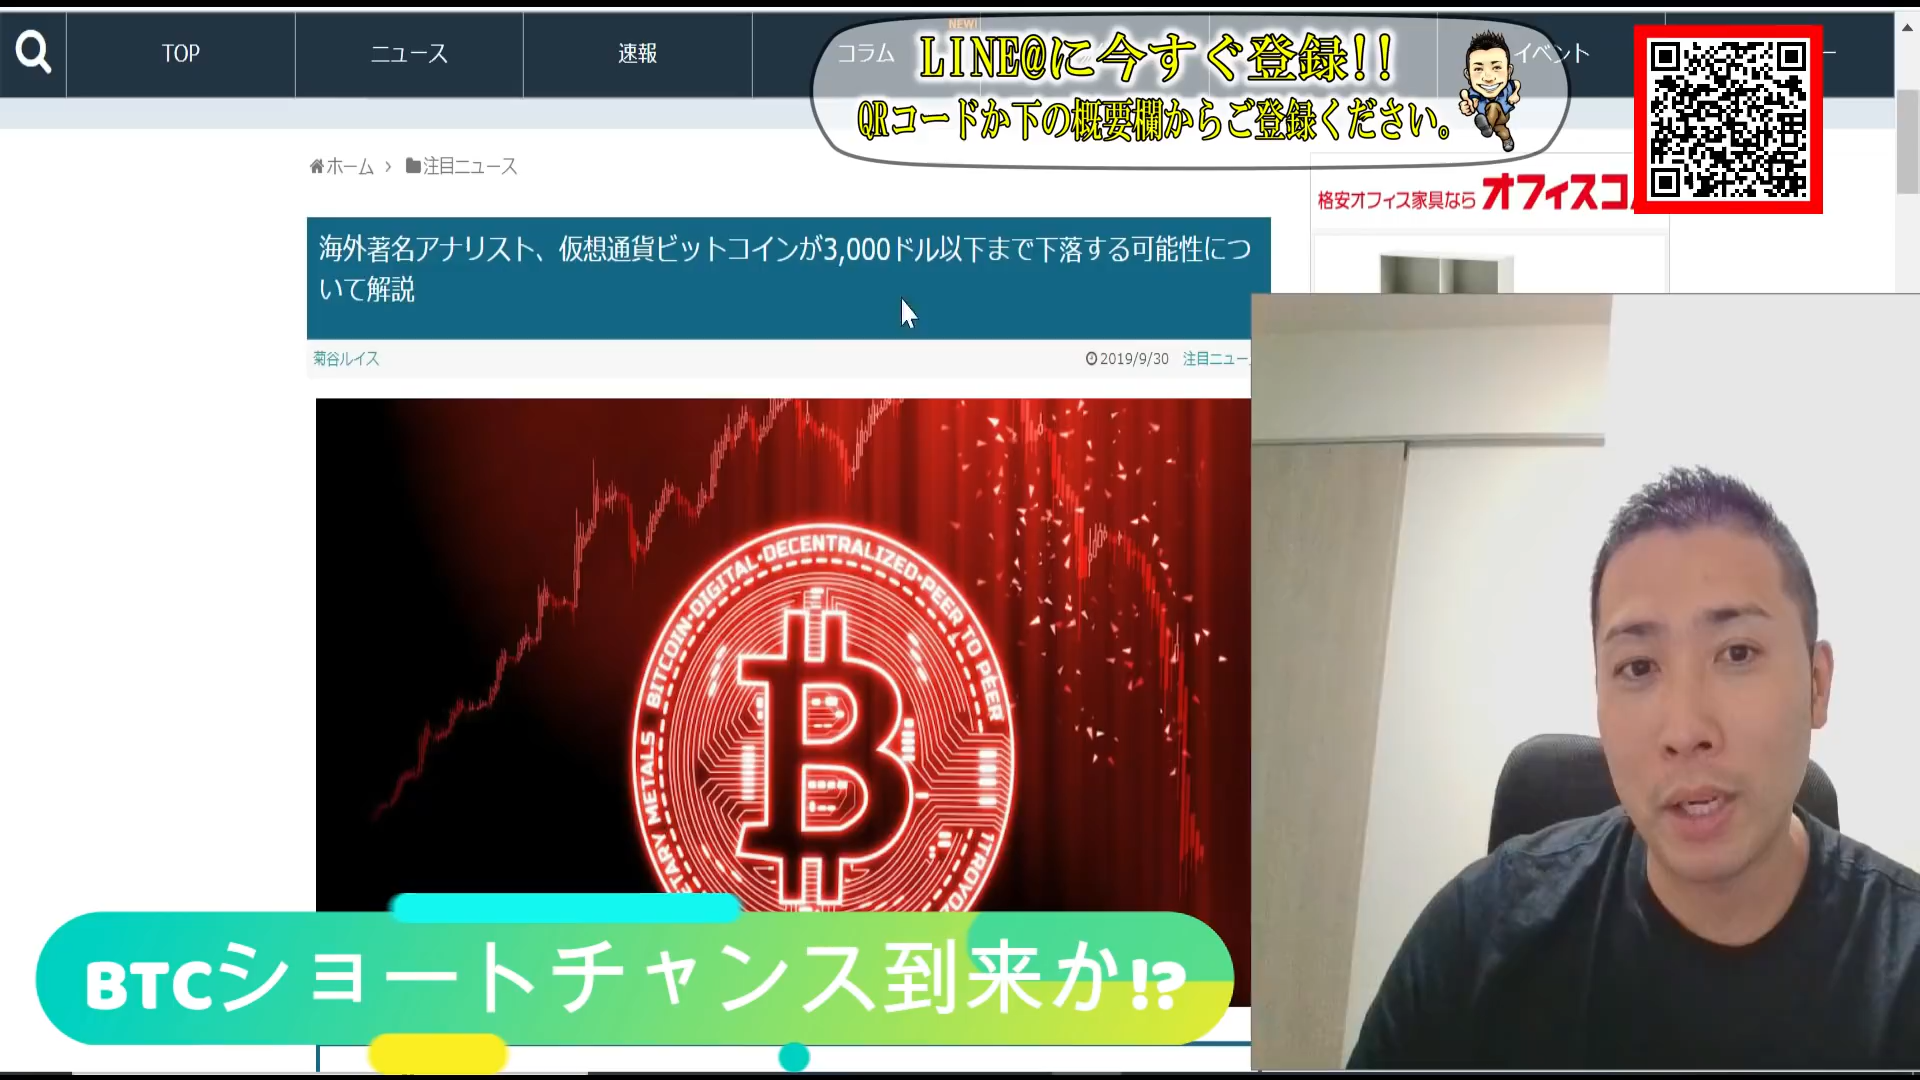 TOP
ニュース
速報
コラム
NEW!
イベント
LINE@に今すぐ登録!!
QRコードか下の概要欄からご登録ください。
ホーム > 注目ニュース
格安オフィス家具なら オフィスコ
海外著名アナリスト、仮想通貨ビットコインが3,000ドル以下まで下落する可能性につ
いて解説
菊谷ルイス
2019/9/30 注目ニュー
BITCOIN·DIGITAL·DECENTRALIZED·PEER TO PEER
METALS
BTCショートチャンス到来か!?